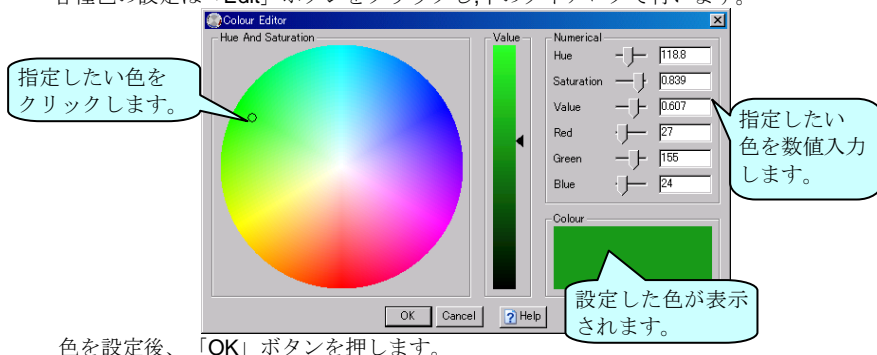 各種色の設定は「Edit」ボタンをクリックし,下のダイアログで行います。
Colour Editor
Hue And Saturation
Value
Numerical
Hue 118.8
Saturation 0.839
Value 0.607
Red 27
Green 155
Blue 24
指定したい色を
クリックします。
指定したい
色を数値入力
します。
Colour
設定した色が表示
されます。
OK Cancel Help
色を設定後、「OK」ボタンを押します。